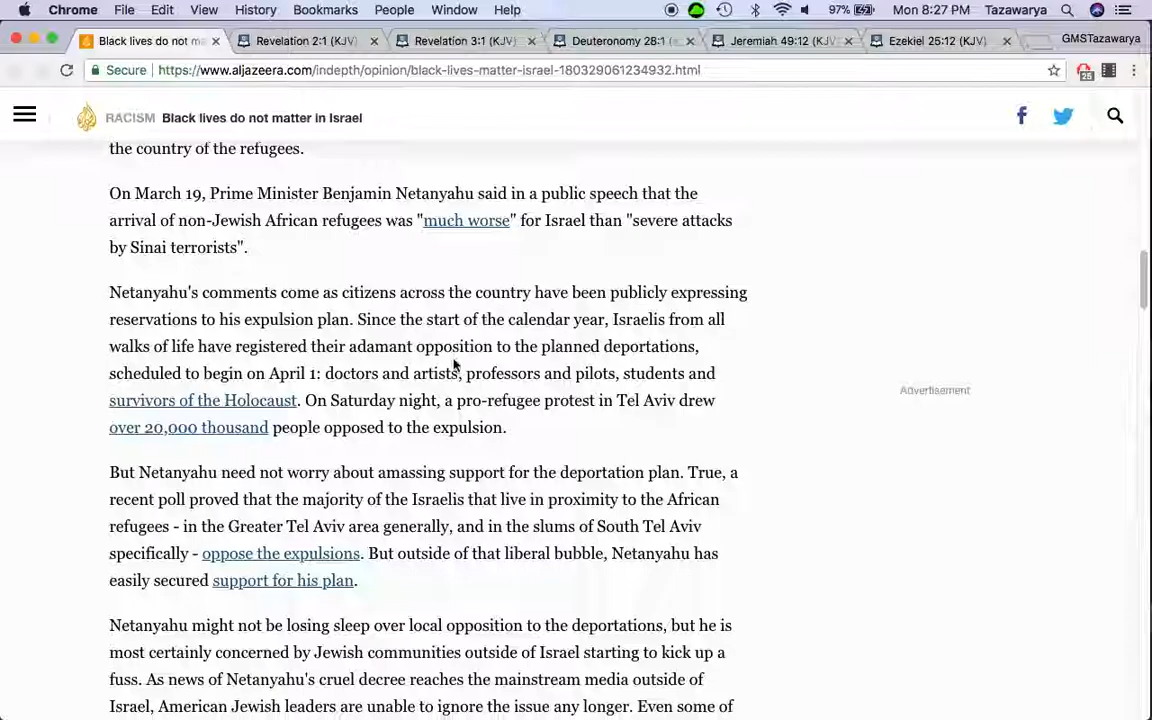 Chrome File Edit View History Bookmarks People Window Help 97% Mon 8:27 PM Tazawarya
Black lives do not m Revelation 2:1 (KJV) Revelation 3:1 (KJV) Deuteronomy 28:1 ( Jeremiah 49:12 (KJV Ezekiel 25:12 (KJV) GMSTazawarya
Secure https://www.aljazeera.com/indepth/opinion/black-lives-matter-israel-180329061234932.html 25
RACISM Black lives do not matter in Israel
the country of the refugees.
On March 19, Prime Minister Benjamin Netanyahu said in a public speech that the
arrival of non-Jewish African refugees was "much worse" for Israel than "severe attacks
by Sinai terrorists".
Netanyahu's comments come as citizens across the country have been publicly expressing
reservations to his expulsion plan. Since the start of the calendar year, Israelis from all
walks of life have registered their adamant opposition to the planned deportations,
scheduled to begin on April 1: doctors and artists, professors and pilots, students and
survivors of the Holocaust. On Saturday night, a pro-refugee protest in Tel Aviv drew
over 20,000 thousand people opposed to the expulsion.
Advertisement
But Netanyahu need not worry about amassing support for the deportation plan. True, a
recent poll proved that the majority of the Israelis that live in proximity to the African
refugees - in the Greater Tel Aviv area generally, and in the slums of South Tel Aviv
specifically - oppose the expulsions. But outside of that liberal bubble, Netanyahu has
easily secured support for his plan.
Netanyahu might not be losing sleep over local opposition to the deportations, but he is
most certainly concerned by Jewish communities outside of Israel starting to kick up a
fuss. As news of Netanyahu's cruel decree reaches the mainstream media outside of
Israel, American Jewish leaders are unable to ignore the issue any longer. Even some of